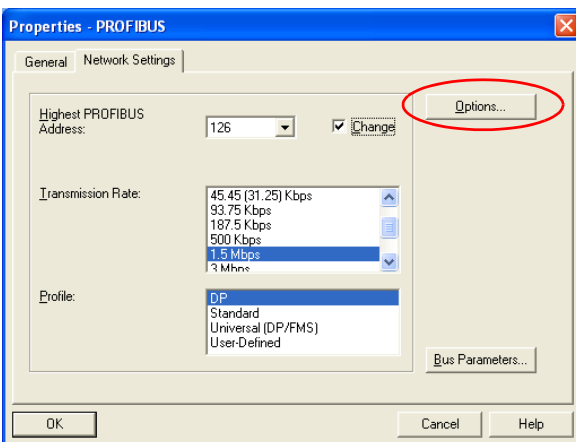 Properties - PROFIBUS
General
Network Settings
Highest PROFIBUS
Address:
126
Change
Options...
Transmission Rate:
45.45 (31.25) Kbps
93.75 Kbps
187.5 Kbps
500 Kbps
1.5 Mbps
3 Mbps
Profile:
DP
Standard
Universal (DP/FMS)
User-Defined
Bus Parameters...
OK
Cancel
Help